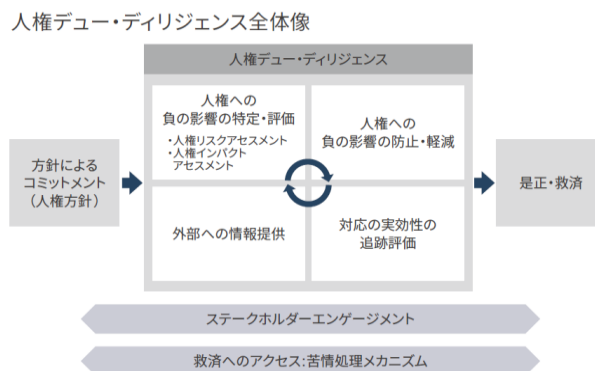 人権デュー・ディリジェンス全体像
人権デュー・ディリジェンス
人権への
負の影響の特定・評価
・人権リスクアセスメント
・人権インパクト
アセスメント
人権への
負の影響の防止・軽減
方針による
コミットメント
（人権方針）
是正・救済
外部への情報提供
対応の実効性の
追跡評価
ステークホルダーエンゲージメント
救済へのアクセス：苦情処理メカニズム